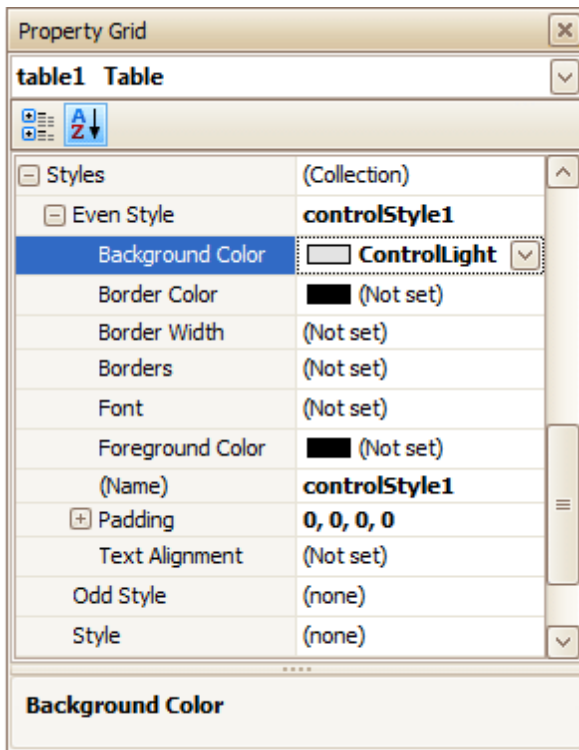 Property Grid
table1 Table
A
Z
Styles (Collection)
Even Style controlStyle1
Background Color ControlLight
Border Color (Not set)
Border Width (Not set)
Borders (Not set)
Font (Not set)
Foreground Color (Not set)
(Name) controlStyle1
Padding 0, 0, 0, 0
Text Alignment (Not set)
Odd Style (none)
Style (none)
Background Color